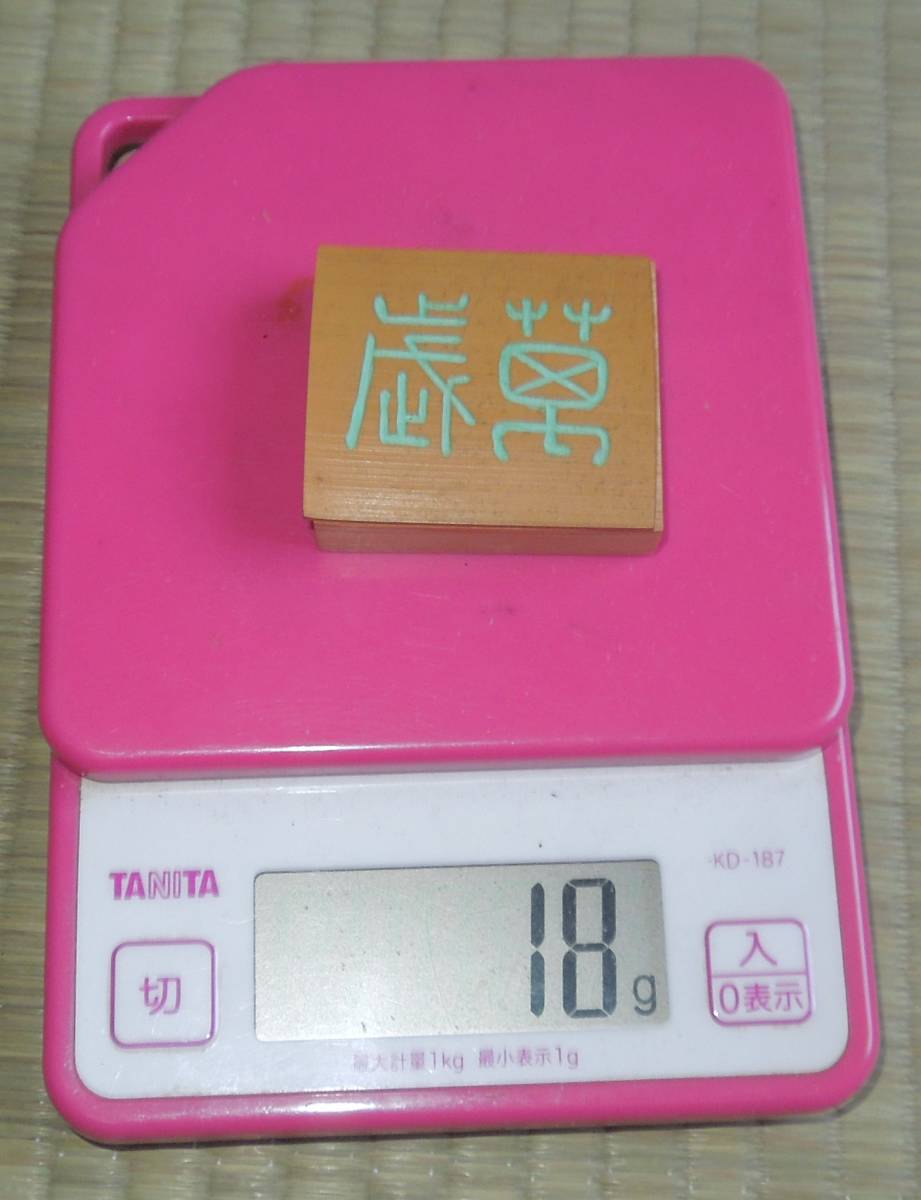 萬歳
TANITA
KD-187
切
18g
入
0表示
最大計量1kg 最小表示1g